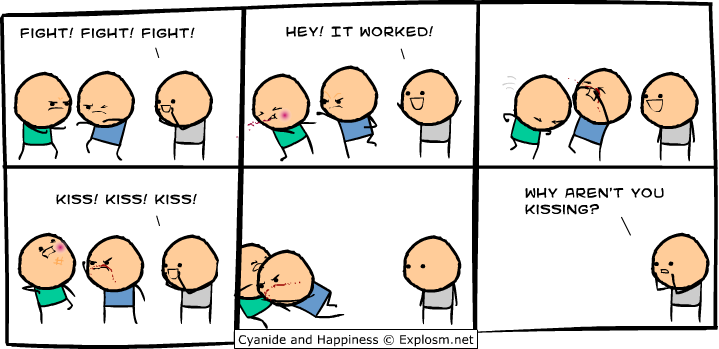 FIGHT! FIGHT! FIGHT!
HEY! IT WORKED!
KISS! KISS! KISS!
WHY AREN'T YOU
KISSING?
Cyanide and Happiness © Explosm.net